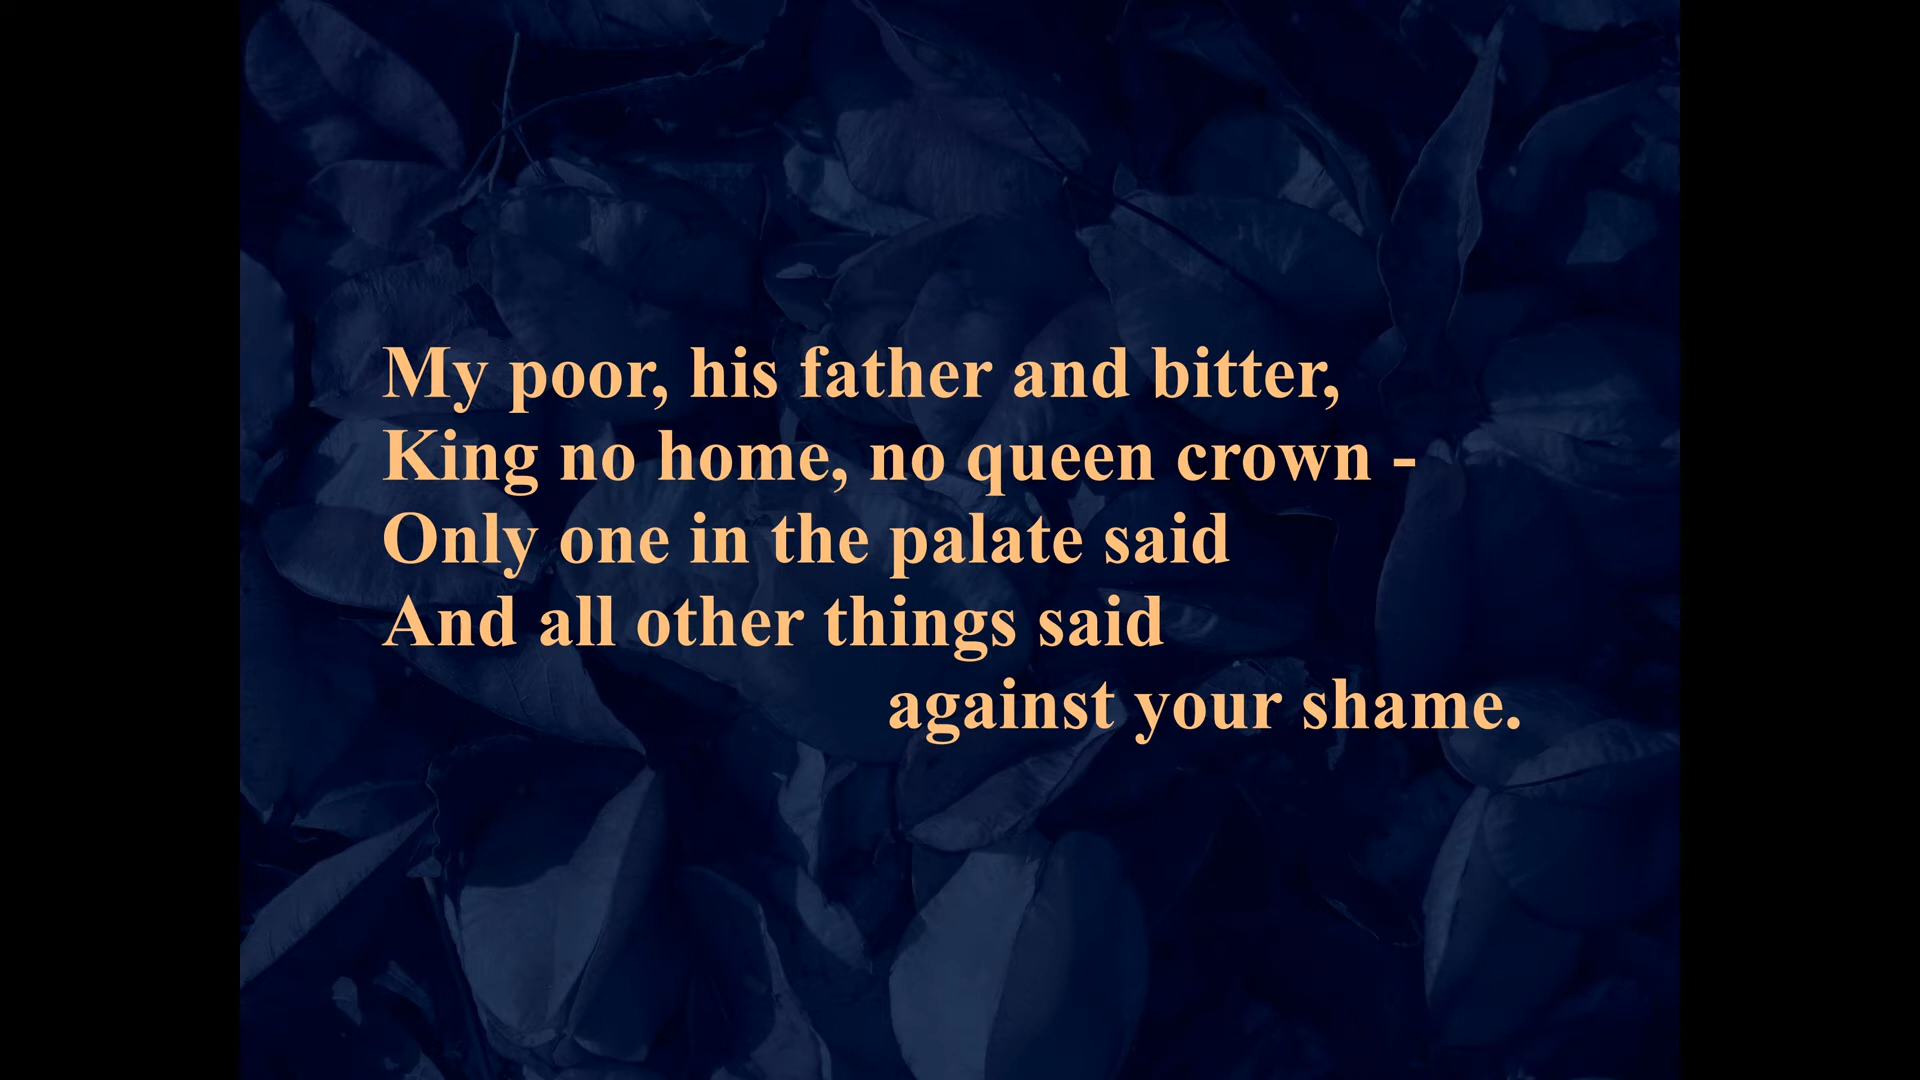 My poor, his father and bitter,
King no home, no queen crown -
Only one in the palate said
And all other things said
against your shame.